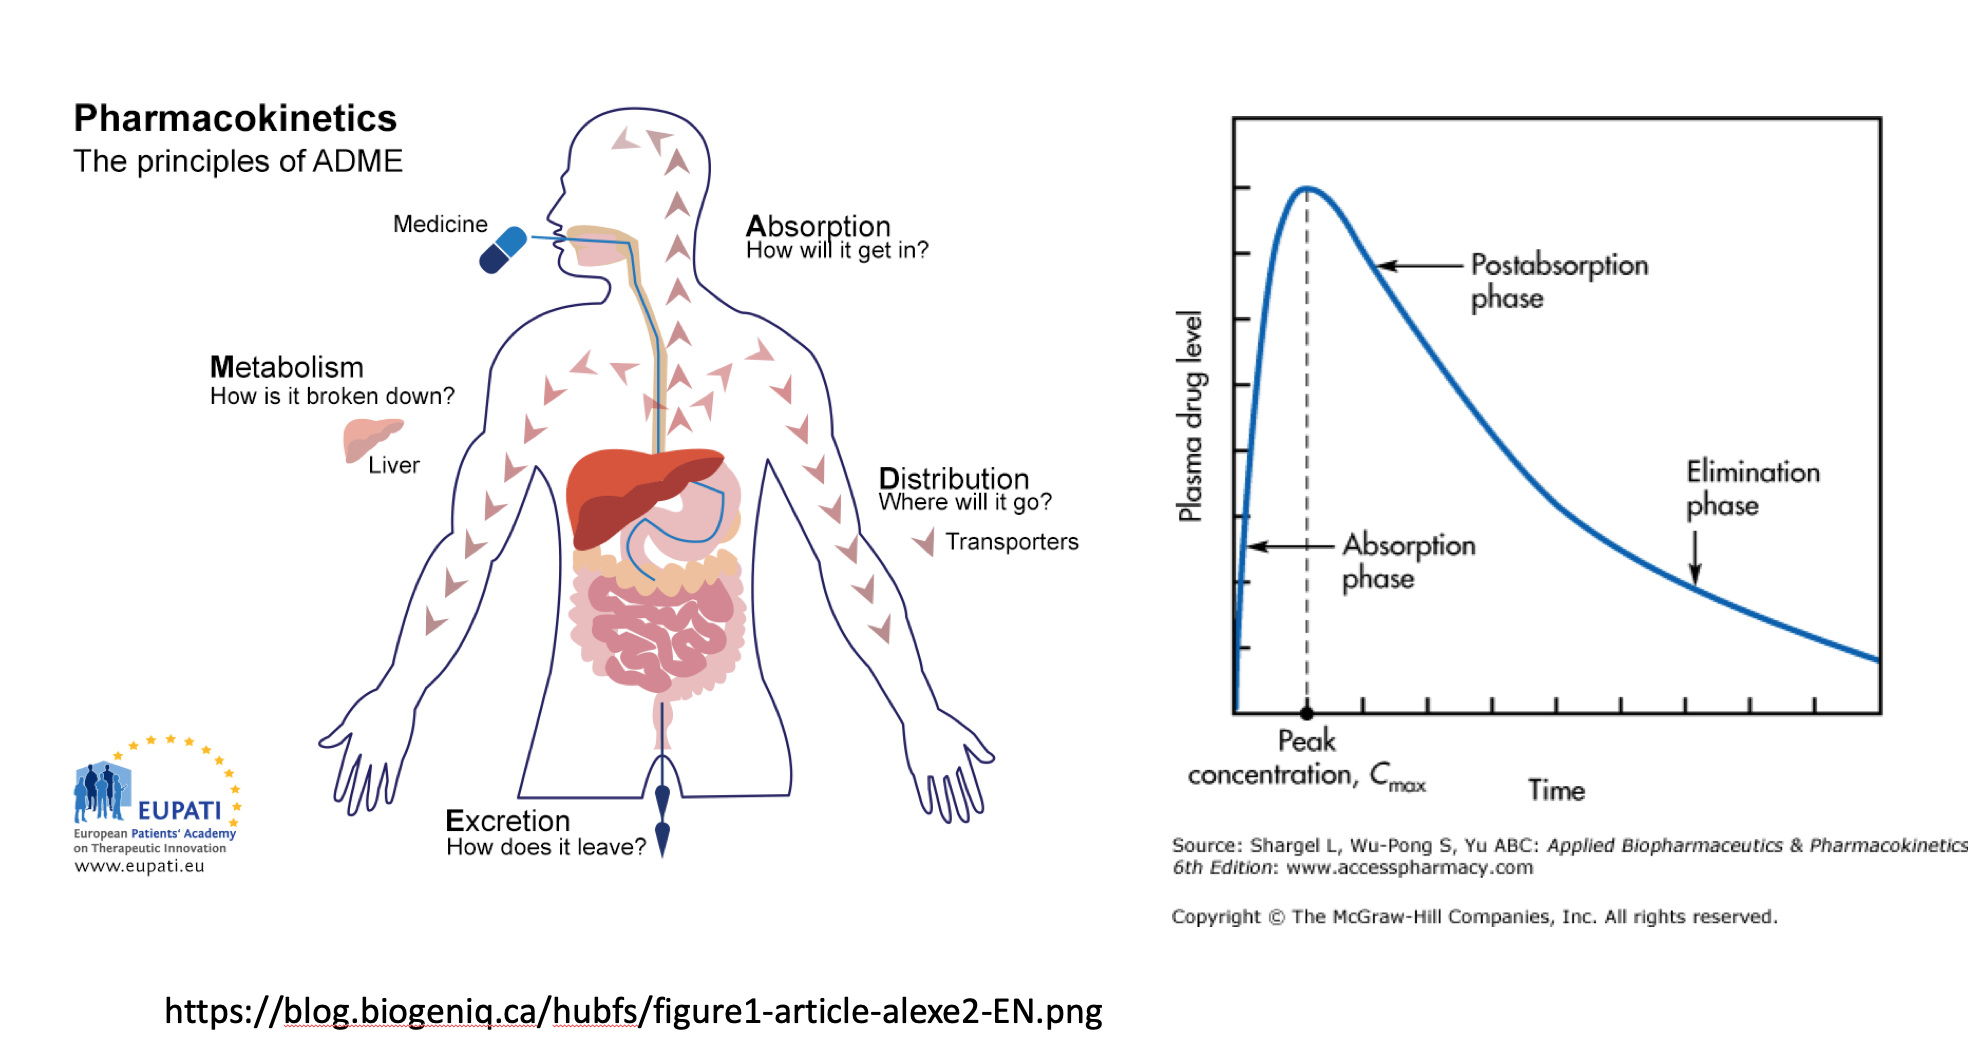 Pharmacokinetics
The principles of ADME
Medicine
Absorption
How will it get in?
Metabolism
How is it broken down?
Liver
Distribution
Where will it go?
Transporters
Excretion
How does it leave?
EUPATI
European Patients' Academy
on Therapeutic Innovation
www.eupati.eu
Plasma drug level
Postabsorption
phase
Elimination
phase
Absorption
phase
Peak
concentration, Cmax
Time
Source: Shargel L, Wu-Pong S, Yu ABC: Applied Biopharmaceutics & Pharmacokinetics
6th Edition: www.accesspharmacy.com
Copyright © The McGraw-Hill Companies, Inc. All rights reserved.
https://blog.biogeniq.ca/hubfs/figure1-article-alexe2-EN.png